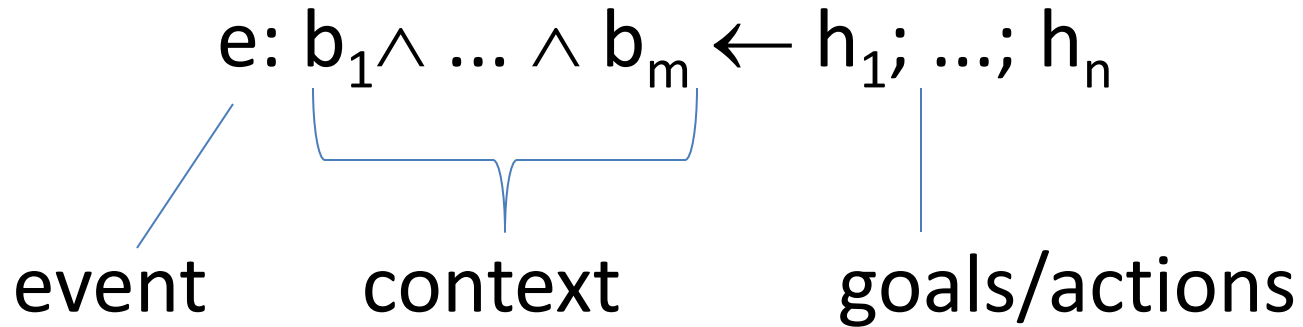 e: b₁∧ ... ∧ bₘ ← h₁; ...; hₙ
event context goals/actions